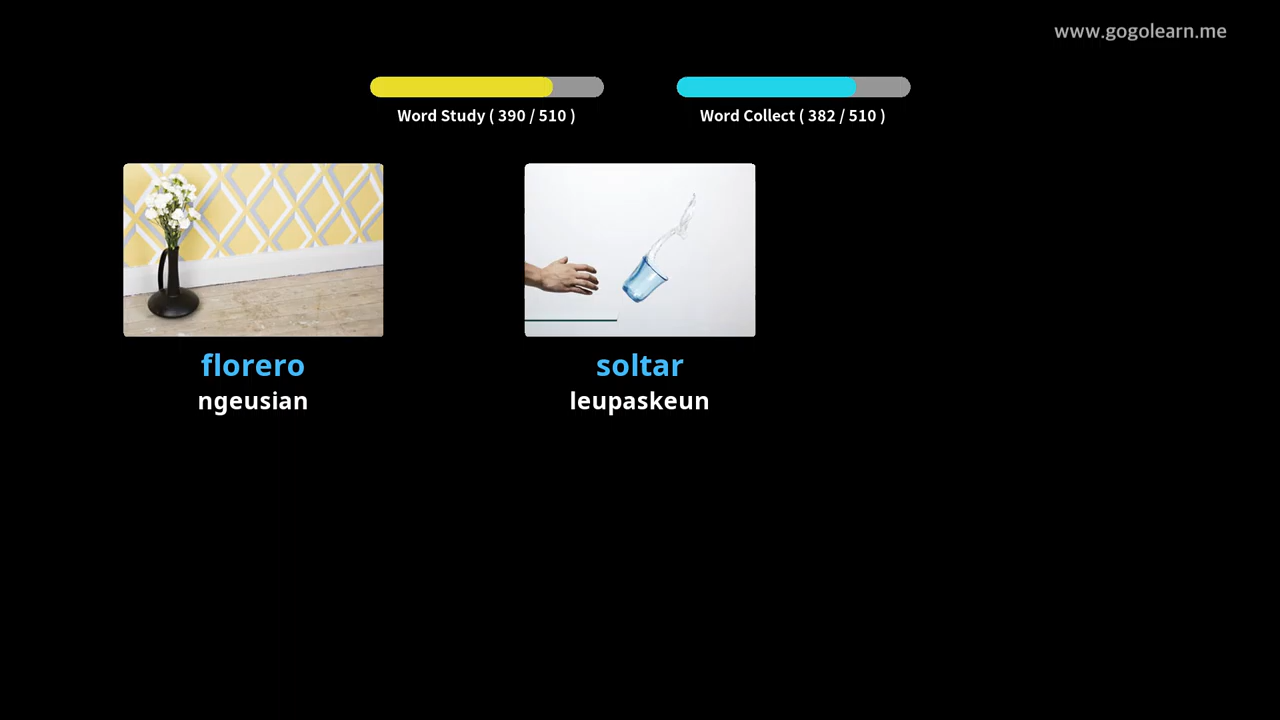 www.gogolearn.me
Word Study ( 390 / 510 )
Word Collect ( 382 / 510 )
florero
ngeusian
soltar
leupaskeun